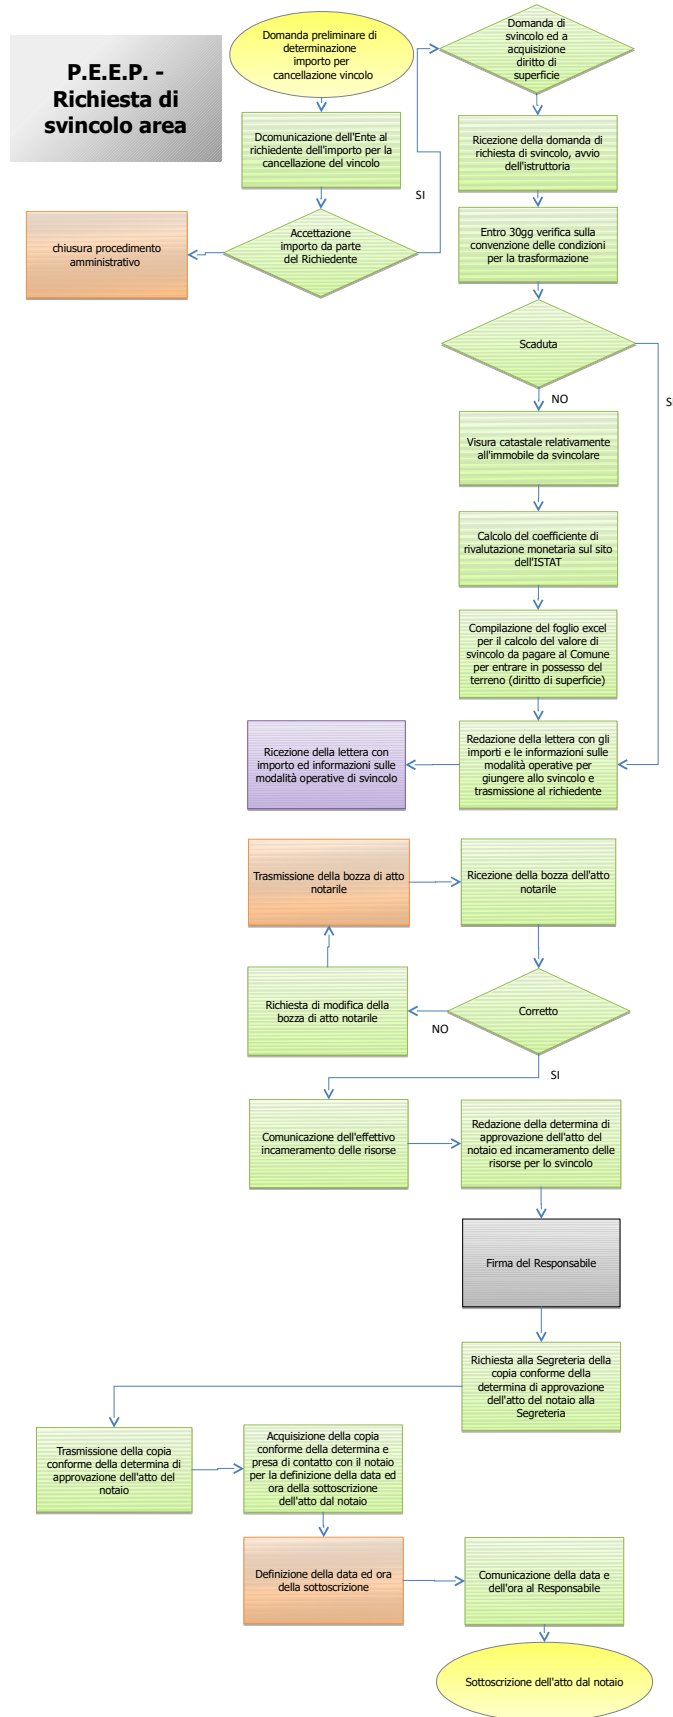 P.E.E.P. -
Richiesta di
svincolo area
Domanda preliminare di
determinazione
importo per
cancellazione vincolo
Domanda di
svincolo ed a
acquisizione
diritto di
superficie
Dcomunicazione dell'Ente al
richiedente dell'importo per la
cancellazione del vincolo
Ricezione della domanda di
richiesta di svincolo, avvio
dell'istruttoria
SI
chiusura procedimento
amministrativo
Accettazione
importo da parte
del Richiedente
Entro 30gg verifica sulla
convenzione delle condizioni
per la trasformazione
Scaduta
NO
SI
Visura catastale relativamente
all'immobile da svincolare
Calcolo del coefficiente di
rivalutazione monetaria sul sito
dell'ISTAT
Compilazione del foglio excel
per il calcolo del valore di
svincolo da pagare al Comune
per entrare in possesso del
terreno (diritto di superficie)
Ricezione della lettera con
importo ed informazioni sulle
modalità operative di svincolo
Redazione della lettera con gli
importi e le informazioni sulle
modalità operative per
giungere allo svincolo e
trasmissione al richiedente
Trasmissione della bozza di atto
notarile
Ricezione della bozza dell'atto
notarile
Richiesta di modifica della
bozza di atto notarile
NO
Corretto
SI
Comunicazione dell'effettivo
incameramento delle risorse
Redazione della determina di
approvazione dell'atto del
notaio ed incameramento delle
risorse per lo svincolo
Firma del Responsabile
Richiesta alla Segreteria della
copia conforme della
determina di approvazione
dell'atto del notaio alla
Segreteria
Trasmissione della copia
conforme della determina di
approvazione dell'atto del
notaio
Acquisizione della copia
conforme della determina e
presa di contatto con il notaio
per la definizione della data ed
ora della sottoscrizione
dell'atto dal notaio
Definizione della data ed ora
della sottoscrizione
Comunicazione della data e
dell'ora al Responsabile
Sottoscrizione dell'atto dal notaio